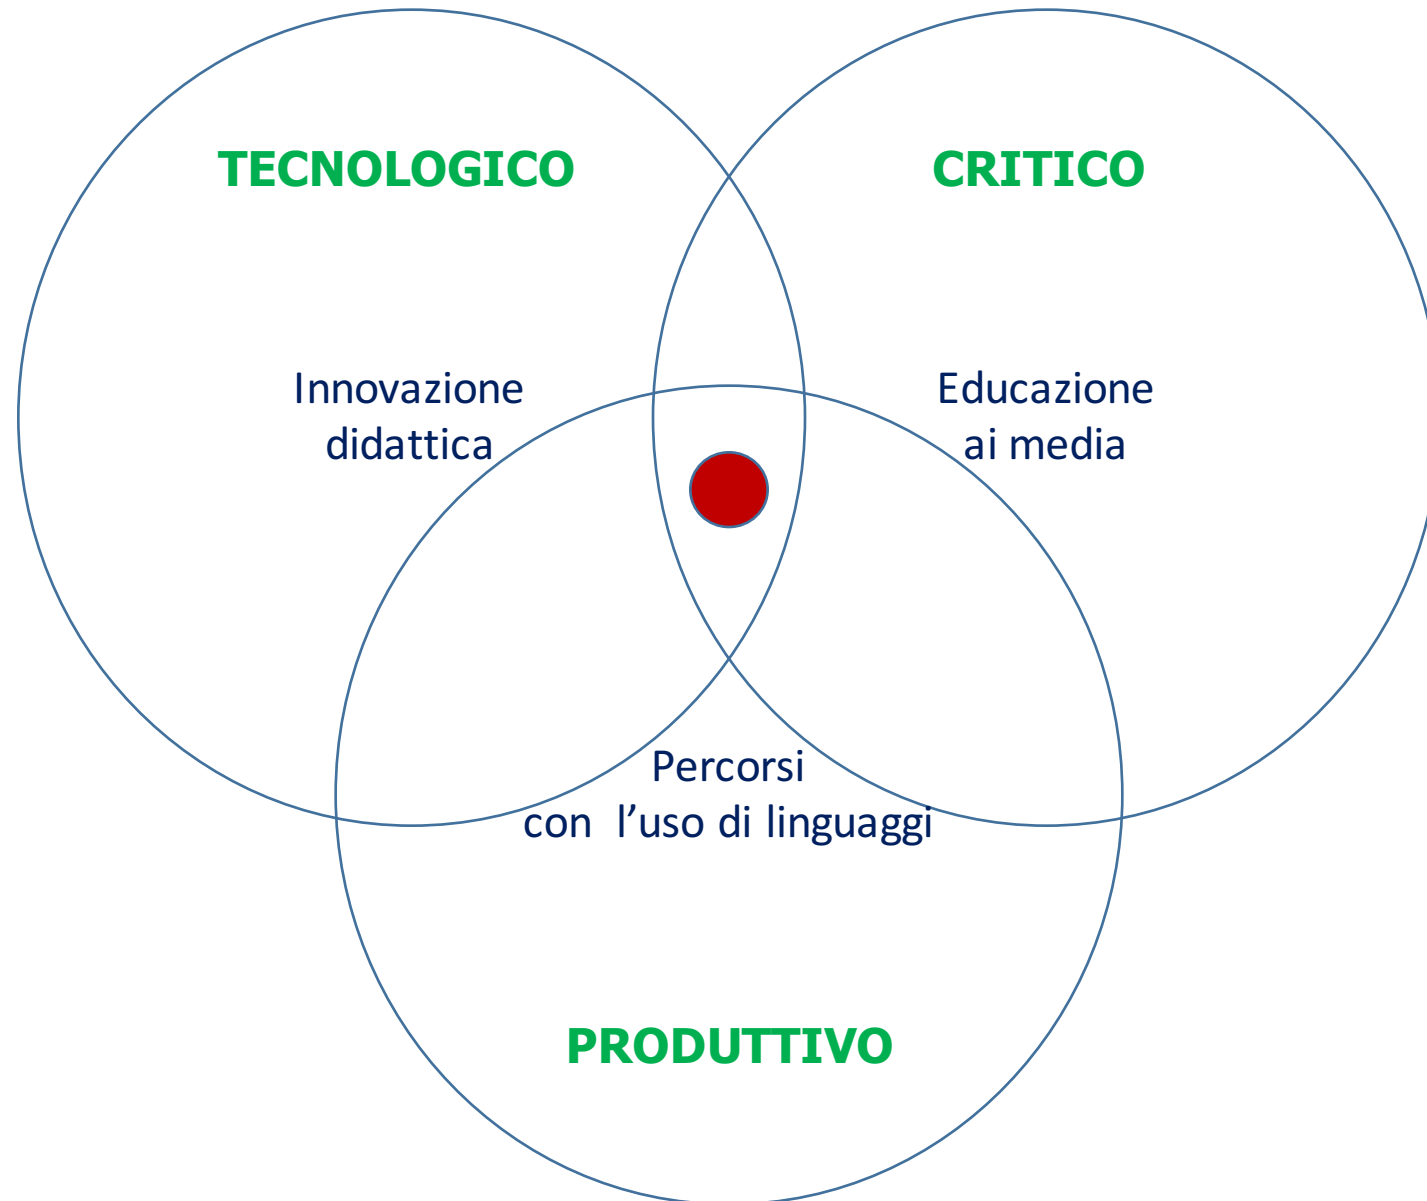 TECNOLOGICO
CRITICO
Innovazione
didattica
Educazione
ai media
Percorsi
con  l’uso di linguaggi
PRODUTTIVO